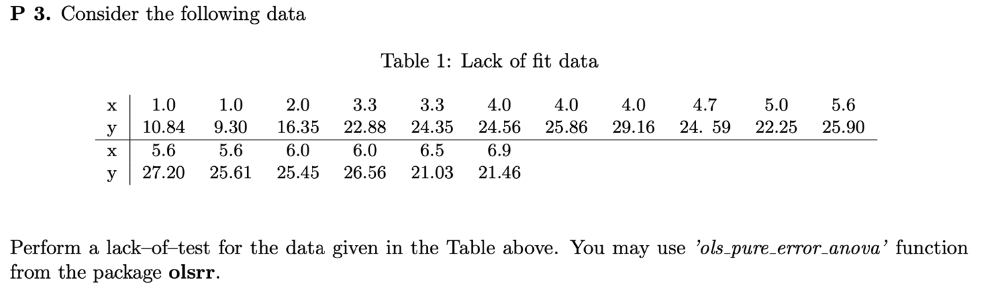 P 3. Consider the following data
Table 1: Lack of fit data
x 1.0 1.0 2.0 3.3 3.3 4.0 4.0 4.0 4.7 5.0 5.6
y 10.84 9.30 16.35 22.88 24.35 24.56 25.86 29.16 24. 59 22.25 25.90
x 5.6 5.6 6.0 6.0 6.5 6.9
y 27.20 25.61 25.45 26.56 21.03 21.46
Perform a lack–of–test for the data given in the Table above. You may use ’ols_pure_error_anova’ function
from the package olsrr.